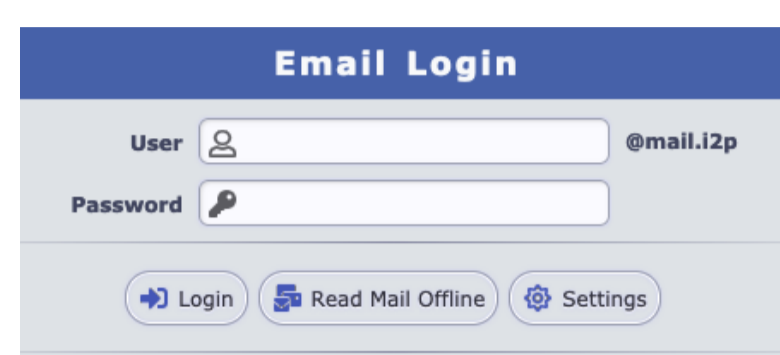 Email Login
User @mail.i2p
Password
Login Read Mail Offline Settings